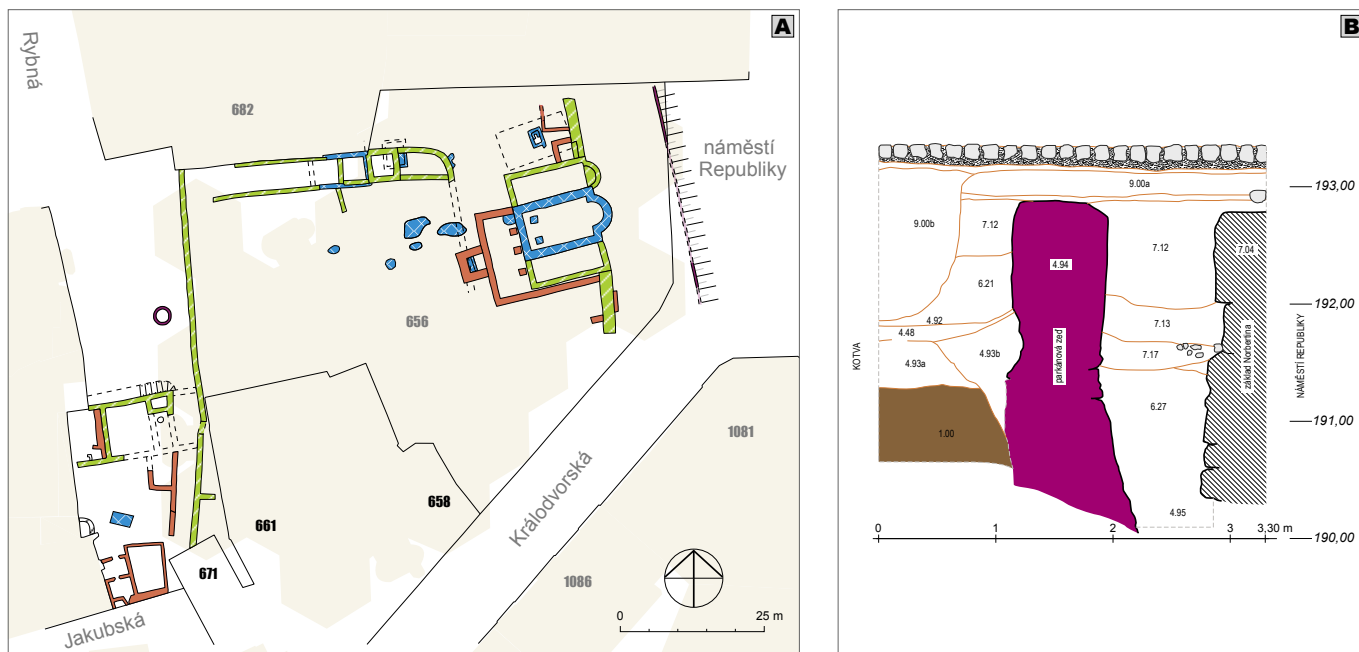 A
Rybná
682
náměstí
Republiky
656
1081
658
661
Králodvorská
671
1086
Jakubská
0
25 m
B
9.00a
193,00
9.00b
7.12
7.12
7.04
4.94
6.21
192,00
4.92
7.13
4.48
4.93a
4.93b
7.17
KOTVA
parkánová zeď
základ Norbertina
NÁMĚSTÍ REPUBLIKY
6.27
191,00
1.00
4.95
0
1
2
3
3,30 m
190,00